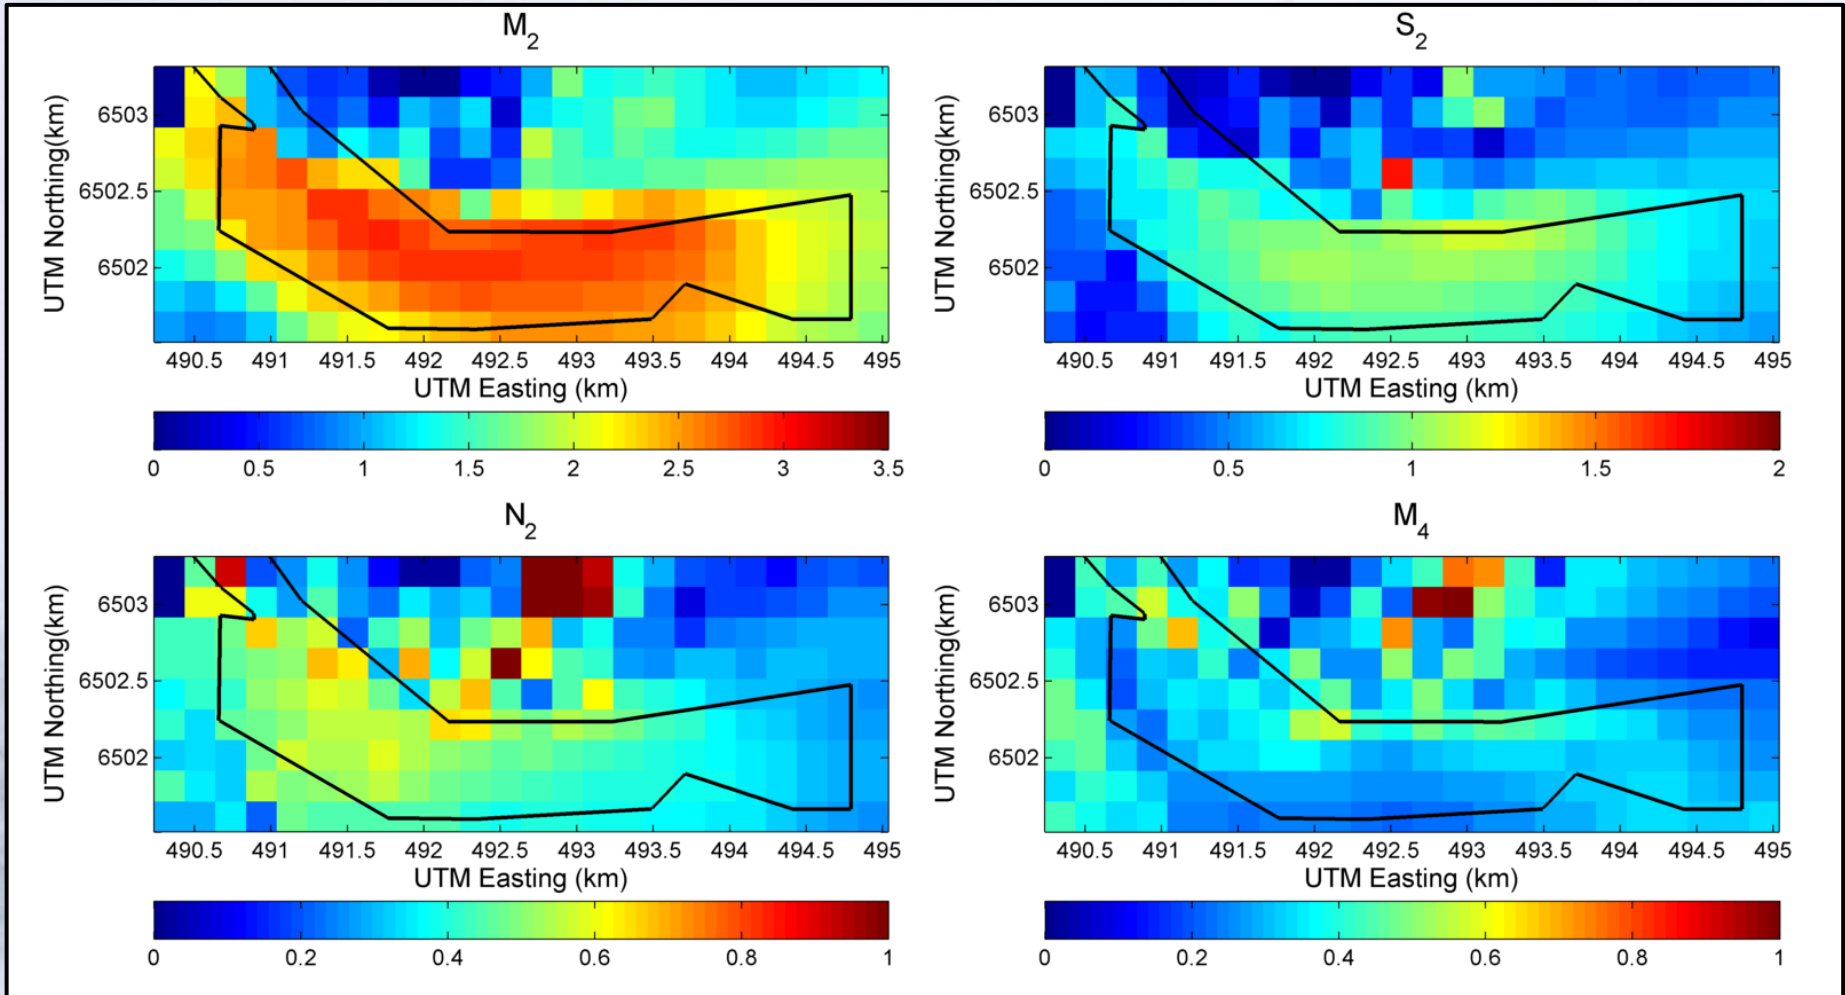 M2 S2
UTM Northing(km) 6503 6502.5 6502 UTM Northing (km) 6503 6502.5 6502
490.5 491 491.5 492 492.5 493 493.5 494 494.5 495 490.5 491 491.5 492 492.5 493 493.5 494 494.5 495
UTM Easting (km) UTM Easting (km)
0 0.5 1 1.5 2 2.5 3 3.5 0 0.5 1 1.5 2
N2 M4
UTM Northing(km) 6503 6502.5 6502 UTM Northing (km) 6503 6502.5 6502
490.5 491 491.5 492 492.5 493 493.5 494 494.5 495 490.5 491 491.5 492 492.5 493 493.5 494 494.5 495
UTM Easting (km) UTM Easting (km)
0 0.2 0.4 0.6 0.8 1 0 0.2 0.4 0.6 0.8 1